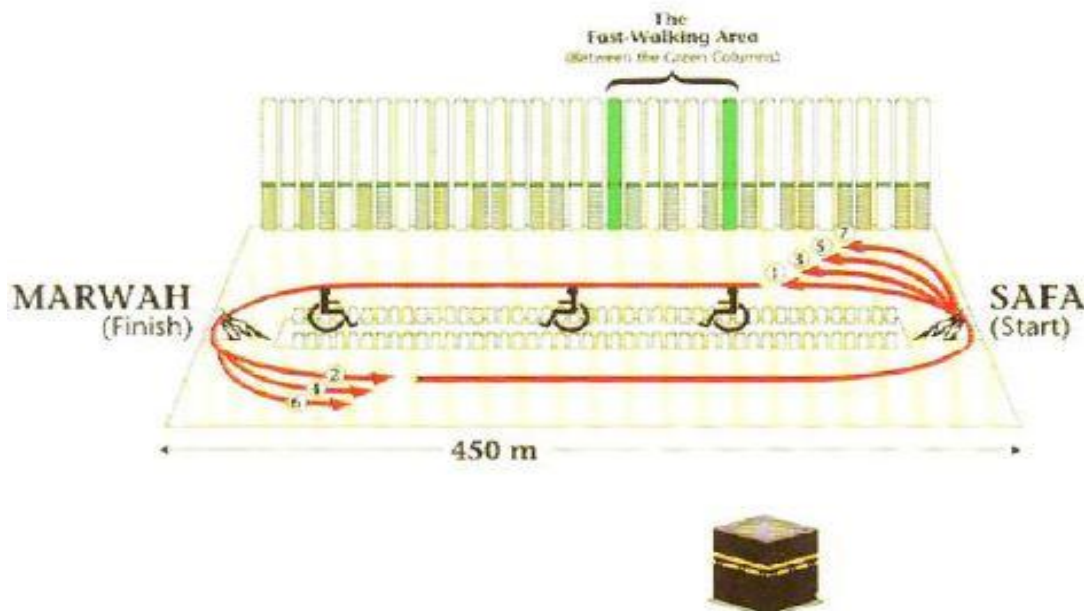 The
Fast-Walking Area
(Between the Green Columns)
7
5
3
1
MARWAH
(Finish)
SAFA
(Start)
2
4
6
450 m